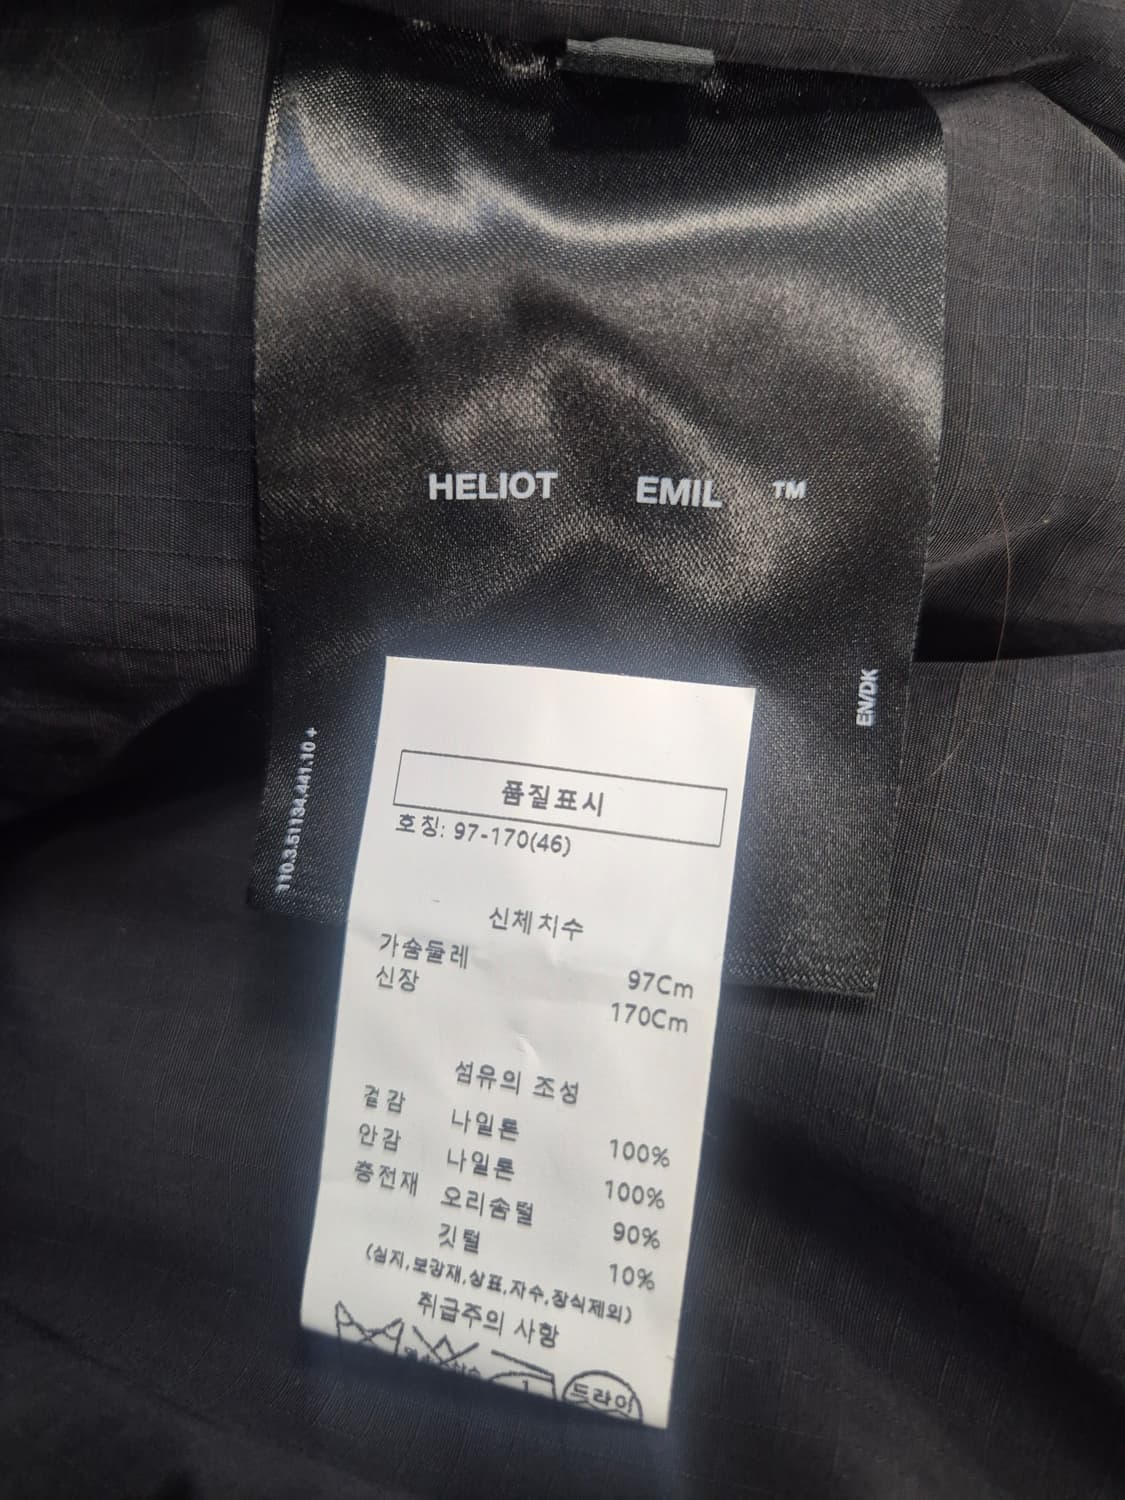 HELIOT EMIL ™
EN/DK
110.3.51134.441.10 +
품질표시
호칭: 97-170(46)
신체치수
가슴둘레 97Cm
신장 170Cm
섬유의 조성
겉감 나일론 100%
안감 나일론 100%
충전재 오리솜털 90%
깃털 10%
(심지,보강재,상표,자수,장식제외)
취급주의 사항
드라이